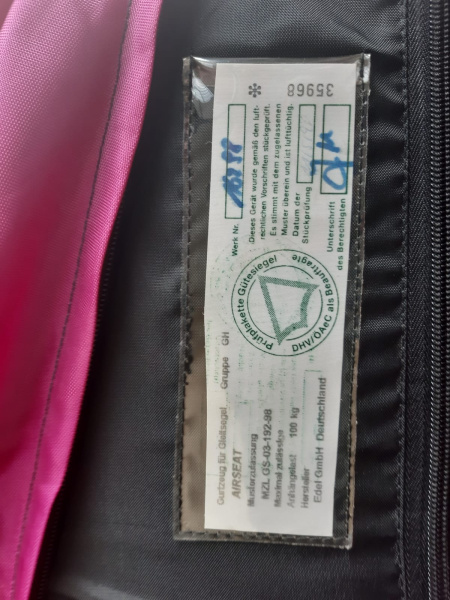 Gurtzeug für Gleitsegel Gruppe GH
AIRSEAT
Musterzulassung
MZL GS-03-192-98
Maximal zulässige
Anhängelast 100 kg
Hersteller
Edel GmbH Deutschland
Prüfplakette Gütesiegel
DHV/ÖAeC als Beauftragte
Werk Nr.
Dieses Gerät wurde gemäß den luft-
rechtlichen Vorschriften stückgeprüft.
Es stimmt mit dem zugelassenen
Muster überein und ist lufttüchtig.
Datum der
Stückprüfung
Unterschrift
des Berechtigten
* 35968